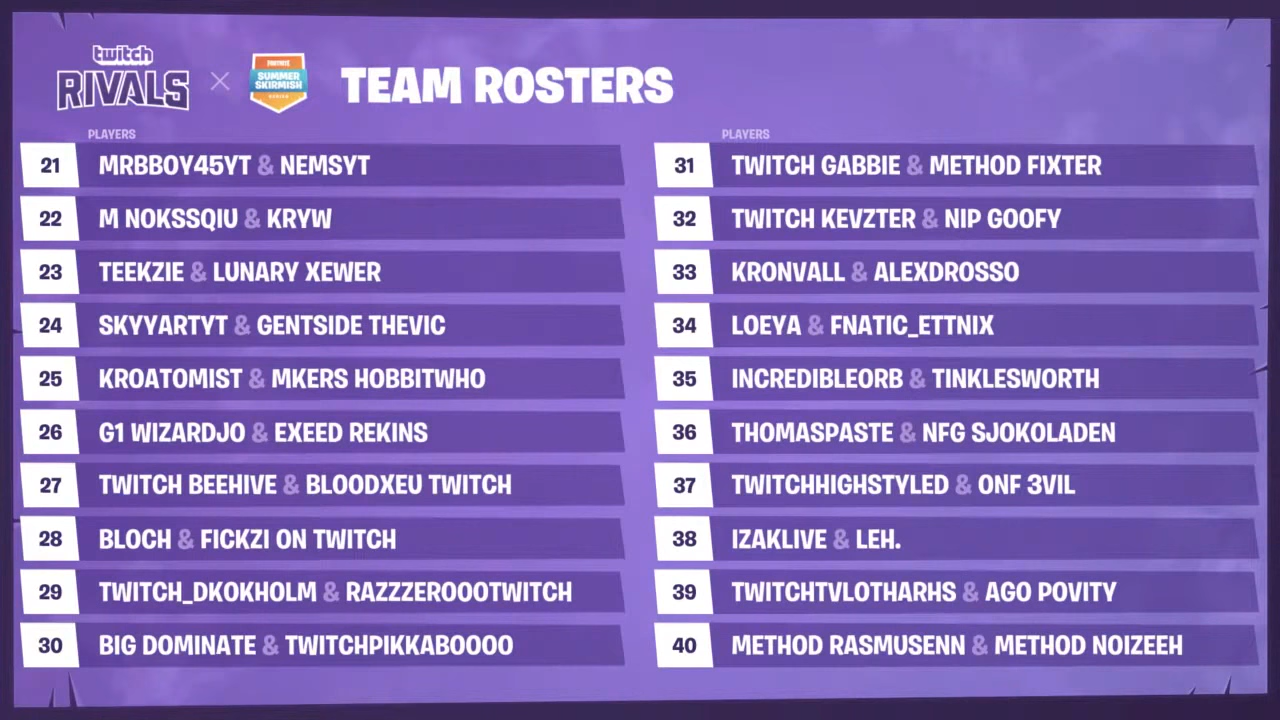 twitch
RIVALS
FORTNITE
SUMMER
SKIRMISH
SERIES
TEAM ROSTERS
PLAYERS
21 MRBBOY45YT & NEMSYT
22 M NOKSSQIU & KRYW
23 TEEKZIE & LUNARY XEWER
24 SKYYARTYT & GENTSIDE THEVIC
25 KROATOMIST & MKERS HOBBITWHO
26 G1 WIZARDJO & EXEED REKINS
27 TWITCH BEEHIVE & BLOODXEU TWITCH
28 BLOCH & FICKZI ON TWITCH
29 TWITCH_DKOKHOLM & RAZZZEROOOTWITCH
30 BIG DOMINATE & TWITCHPIKKABOOOO
PLAYERS
31 TWITCH GABBIE & METHOD FIXTER
32 TWITCH KEVZTER & NIP GOOFY
33 KRONVALL & ALEXDROSSO
34 LOEYA & FNATIC_ETTNIX
35 INCREDIBLEORB & TINKLESWORTH
36 THOMASPASTE & NFG SJOKOLADEN
37 TWITCHHIGHSTYLED & ONF 3VIL
38 IZAKLIVE & LEH.
39 TWITCHTVLOTHARHS & AGO POVITY
40 METHOD RASMUSENN & METHOD NOIZEEH